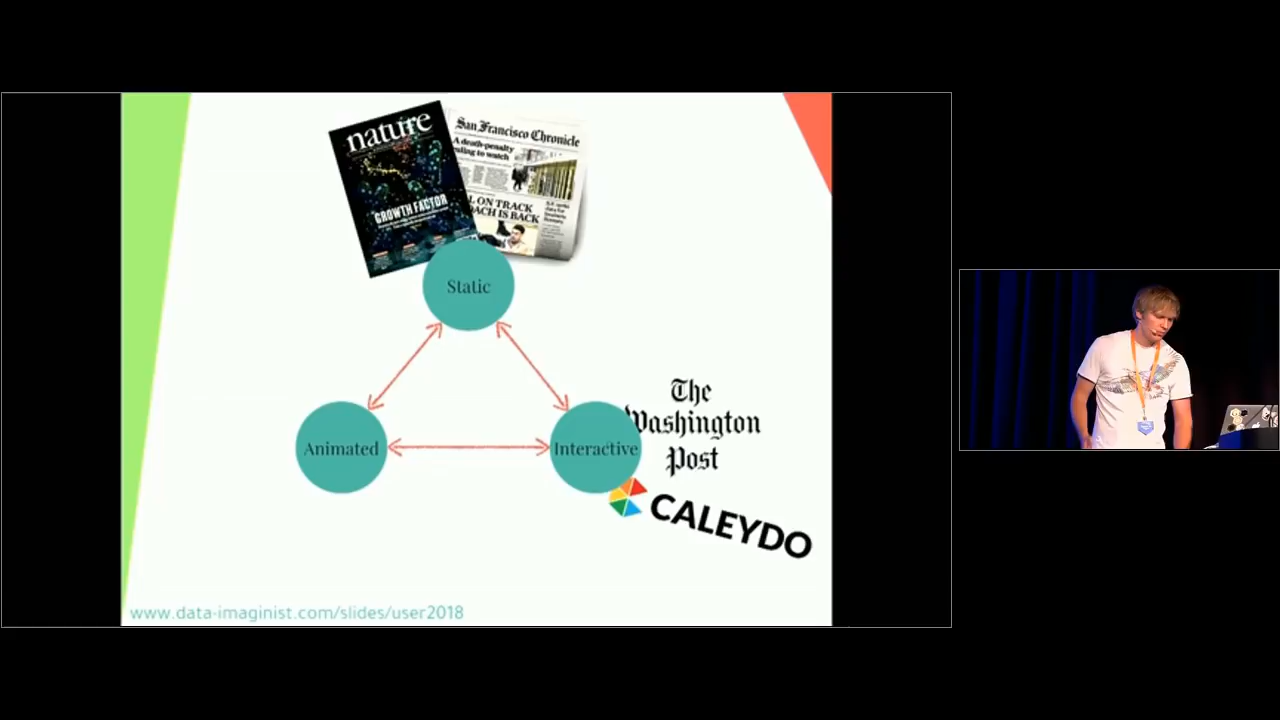 nature
GROWTH FACTOR
San Francisco Chronicle
A death-penalty
ruling to watch
ON TRACK
IS BACK
Static
Animated
Interactive
The
Washington
Post
CALEYDO
www.data-imaginist.com/slides/user2018